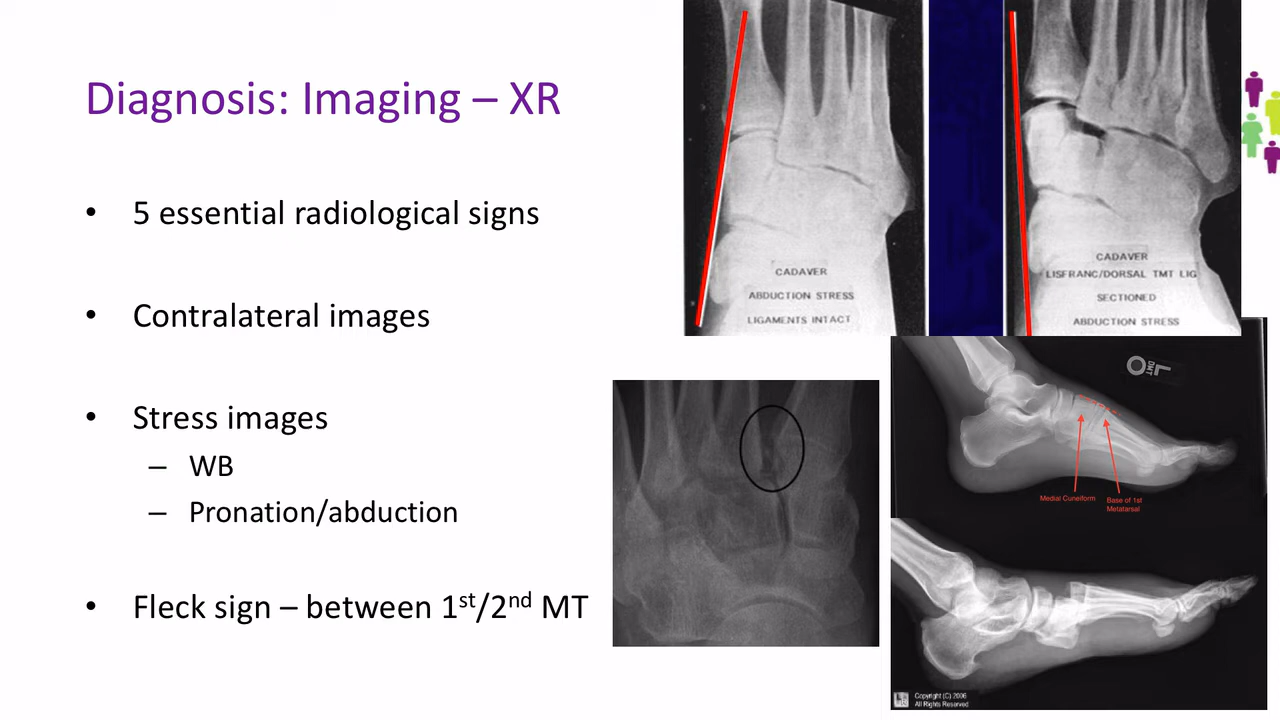 Diagnosis: Imaging – XR
• 5 essential radiological signs
• Contralateral images
• Stress images
– WB
– Pronation/abduction
• Fleck sign – between 1st/2nd MT
CADAVER
ABDUCTION STRESS
LIGAMENTS INTACT
CADAVER
LISFRANC/DORSAL TMT LIG
SECTIONED
ABDUCTION STRESS
L
DWT
Medial Cuneiform
Base of 1st
Metatarsal
Copyright (C) 2006
All Rights Reserved